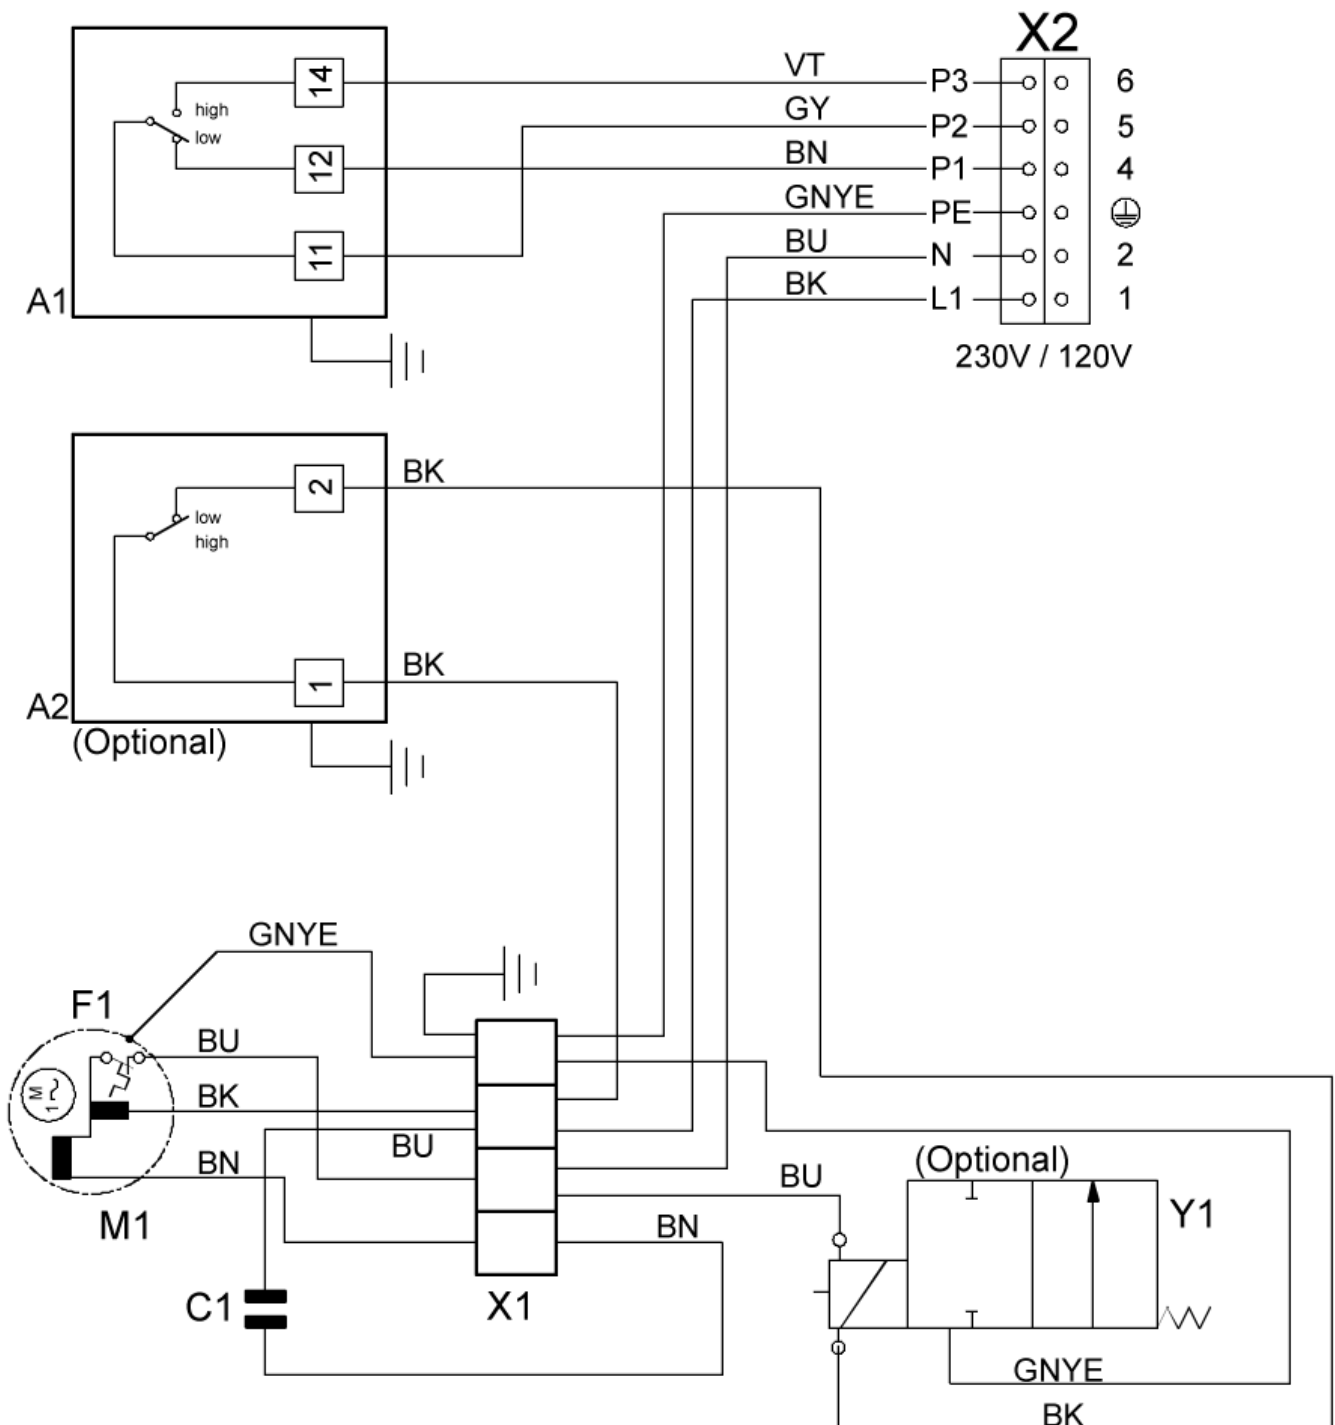 X2
14
VT
P3
6
high
low
GY
P2
5
12
BN
P1
4
GNYE
PE
11
BU
N
2
BK
L1
1
A1
230V / 120V
2
BK
low
high
1
BK
A2
(Optional)
GNYE
F1
BU
M
1~
BK
BU
BN
M1
(Optional)
BU
Y1
BN
C1
X1
GNYE
BK